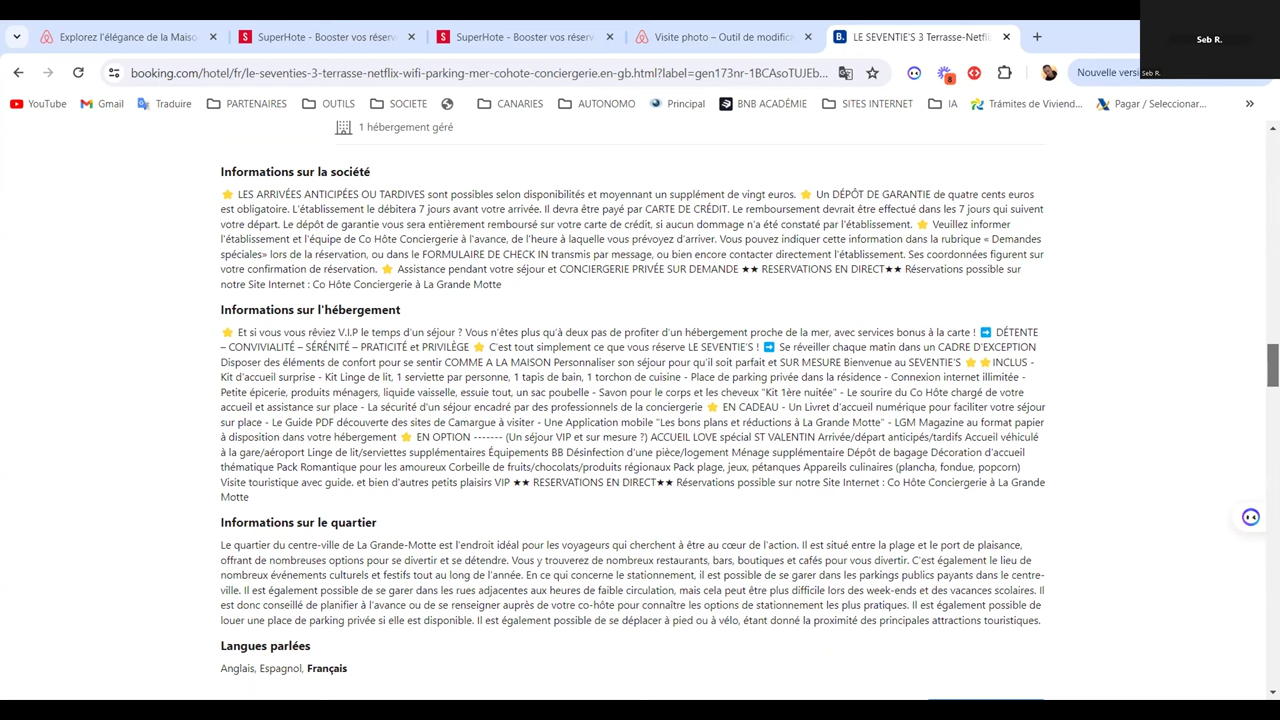 Explorez l'élégance de la Maiso
SuperHote - Booster vos réserv
SuperHote - Booster vos réserv
Visite photo – Outil de modifica
LE SEVENTIE'S 3 Terrasse-Netfli
Seb R.
booking.com/hotel/fr/le-seventies-3-terrasse-netflix-wifi-parking-mer-cohote-conciergerie.en-gb.html?label=gen173nr-1BCAsoTUJEb...
8
Nouvelle versi
Seb R.
YouTube
Gmail
Traduire
PARTENAIRES
OUTILS
SOCIETE
CANARIES
AUTONOMO
Principal
BNB ACADÉMIE
SITES INTERNET
IA
Trámites de Viviend...
Pagar / Seleccionar...
1 hébergement géré
Informations sur la société
⭐ LES ARRIVÉES ANTICIPÉES OU TARDIVES sont possibles selon disponibilités et moyennant un supplément de vingt euros. ⭐ Un DÉPÔT DE GARANTIE de quatre cents euros
est obligatoire. L'établissement le débitera 7 jours avant votre arrivée. Il devra être payé par CARTE DE CRÉDIT. Le remboursement devrait être effectué dans les 7 jours qui suivent
votre départ. Le dépôt de garantie vous sera entièrement remboursé sur votre carte de crédit, si aucun dommage n'a été constaté par l'établissement. ⭐ Veuillez informer
l'établissement et l'équipe de Co Hôte Conciergerie à l'avance, de l'heure à laquelle vous prévoyez d'arriver. Vous pouvez indiquer cette information dans la rubrique « Demandes
spéciales» lors de la réservation, ou dans le FORMULAIRE DE CHECK IN transmis par message, ou bien encore contacter directement l'établissement. Ses coordonnées figurent sur
votre confirmation de réservation. ⭐ Assistance pendant votre séjour et CONCIERGERIE PRIVÉE SUR DEMANDE ★★ RESERVATIONS EN DIRECT★★ Réservations possible sur
notre Site Internet : Co Hôte Conciergerie à La Grande Motte
Informations sur l'hébergement
⭐ Et si vous vous rêviez V.I.P le temps d'un séjour ? Vous n'êtes plus qu'à deux pas de profiter d'un hébergement proche de la mer, avec services bonus à la carte ! ➡ DÉTENTE
– CONVIVIALITÉ – SÉRÉNITÉ – PRATICITÉ et PRIVILÈGE ⭐ C'est tout simplement ce que vous réserve LE SEVENTIE'S ! ➡ Se réveiller chaque matin dans un CADRE D'EXCEPTION
Disposer des éléments de confort pour se sentir COMME A LA MAISON Personnaliser son séjour pour qu'il soit parfait et SUR MESURE Bienvenue au SEVENTIE'S ⭐ ⭐INCLUS -
Kit d'accueil surprise - Kit Linge de lit, 1 serviette par personne, 1 tapis de bain, 1 torchon de cuisine - Place de parking privée dans la résidence - Connexion internet illimitée -
Petite épicerie, produits ménagers, liquide vaisselle, essuie tout, un sac poubelle - Savon pour le corps et les cheveux "Kit 1ère nuitée" - Le sourire du Co Hôte chargé de votre
accueil et assistance sur place - La sécurité d'un séjour encadré par des professionnels de la conciergerie ⭐ EN CADEAU - Un Livret d'accueil numérique pour faciliter votre séjour
sur place - Le Guide PDF découverte des sites de Camargue à visiter - Une Application mobile "Les bons plans et réductions à La Grande Motte" - LGM Magazine au format papier
à disposition dans votre hébergement ⭐ EN OPTION ------- (Un séjour VIP et sur mesure ?) ACCUEIL LOVE spécial ST VALENTIN Arrivée/départ anticipés/tardifs Accueil véhiculé
à la gare/aéroport Linge de lit/serviettes supplémentaires Équipements BB Désinfection d'une pièce/logement Ménage supplémentaire Dépôt de bagage Décoration d'accueil
thématique Pack Romantique pour les amoureux Corbeille de fruits/chocolats/produits régionaux Pack plage, jeux, pétanques Appareils culinaires (plancha, fondue, popcorn)
Visite touristique avec guide. et bien d'autres petits plaisirs VIP ★★ RESERVATIONS EN DIRECT★★ Réservations possible sur notre Site Internet : Co Hôte Conciergerie à La Grande
Motte
Informations sur le quartier
Le quartier du centre-ville de La Grande-Motte est l'endroit idéal pour les voyageurs qui cherchent à être au cœur de l'action. Il est situé entre la plage et le port de plaisance,
offrant de nombreuses options pour se divertir et se détendre. Vous y trouverez de nombreux restaurants, bars, boutiques et cafés pour vous divertir. C'est également le lieu de
nombreux événements culturels et festifs tout au long de l'année. En ce qui concerne le stationnement, il est possible de se garer dans les parkings publics payants dans le centre-
ville. Il est également possible de se garer dans les rues adjacentes aux heures de faible circulation, mais cela peut être plus difficile lors des week-ends et des vacances scolaires. Il
est donc conseillé de planifier à l'avance ou de se renseigner auprès de votre co-hôte pour connaître les options de stationnement les plus pratiques. Il est également possible de
louer une place de parking privée si elle est disponible. Il est également possible de se déplacer à pied ou à vélo, étant donné la proximité des principales attractions touristiques.
Langues parlées
Anglais, Espagnol, Français